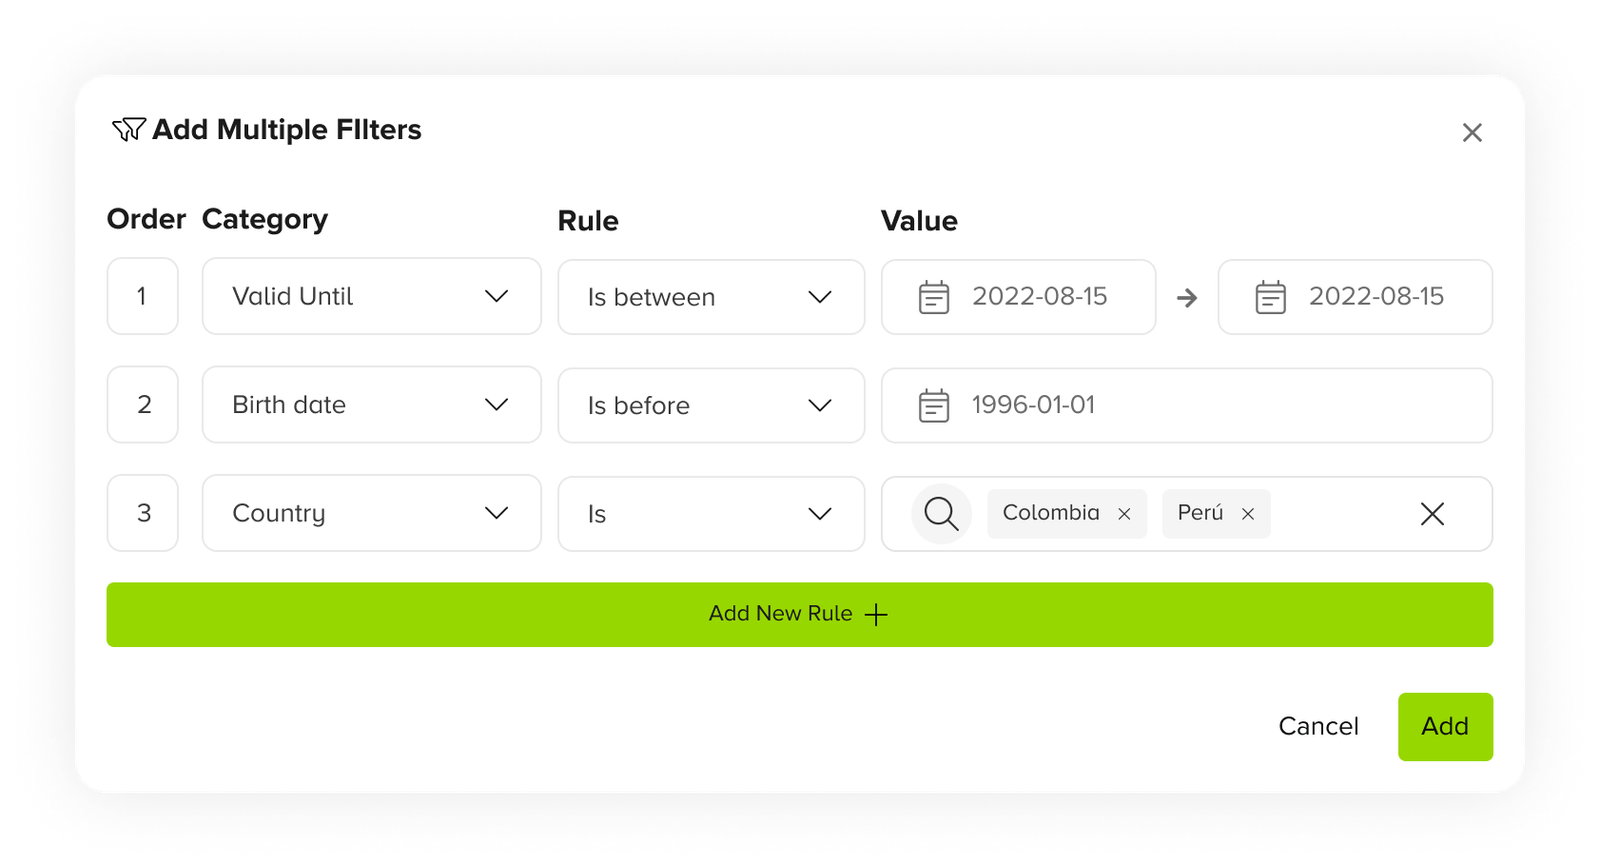 Add Multiple FIlters
Order Category Rule Value
1 Valid Until Is between 2022-08-15 2022-08-15
2 Birth date Is before 1996-01-01
3 Country Is Colombia Perú
Add New Rule
Cancel Add